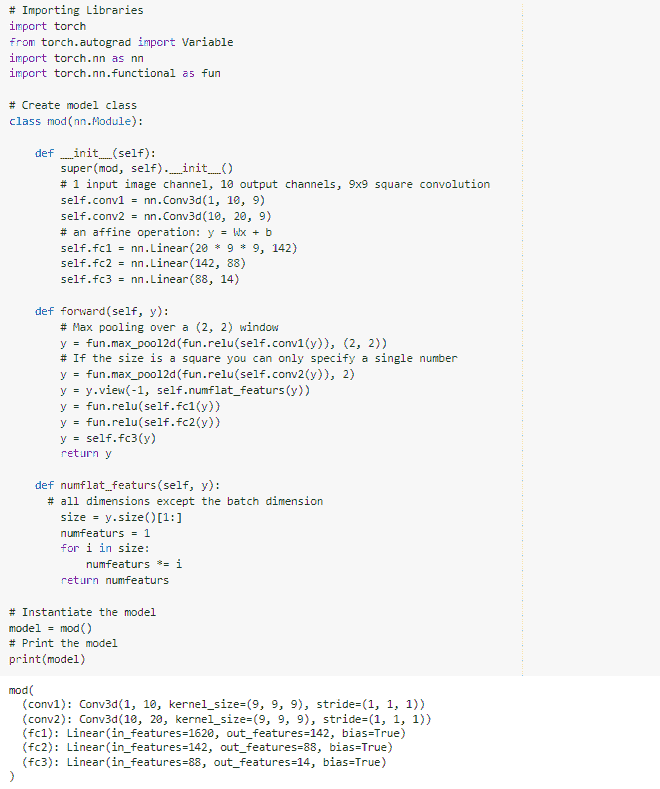 # Importing Libraries
import torch
from torch.autograd import Variable
import torch.nn as nn
import torch.nn.functional as fun
# Create model class
class mod(nn.Module):
    def __init__(self):
        super(mod, self).__init__()
        # 1 input image channel, 10 output channels, 9x9 square convolution
        self.conv1 = nn.Conv3d(1, 10, 9)
        self.conv2 = nn.Conv3d(10, 20, 9)
        # an affine operation: y = Wx + b
        self.fc1 = nn.Linear(20 * 9 * 9, 142)
        self.fc2 = nn.Linear(142, 88)
        self.fc3 = nn.Linear(88, 14)
    def forward(self, y):
        # Max pooling over a (2, 2) window
        y = fun.max_pool2d(fun.relu(self.conv1(y)), (2, 2))
        # If the size is a square you can only specify a single number
        y = fun.max_pool2d(fun.relu(self.conv2(y)), 2)
        y = y.view(-1, self.numflat_featurs(y))
        y = fun.relu(self.fc1(y))
        y = fun.relu(self.fc2(y))
        y = self.fc3(y)
        return y
    def numflat_featurs(self, y):
      # all dimensions except the batch dimension
        size = y.size()[1:]
        numfeaturs = 1
        for i in size:
            numfeaturs *= i
        return numfeaturs
# Instantiate the model
model = mod()
# Print the model
print(model)
mod(
  (conv1): Conv3d(1, 10, kernel_size=(9, 9, 9), stride=(1, 1, 1))
  (conv2): Conv3d(10, 20, kernel_size=(9, 9, 9), stride=(1, 1, 1))
  (fc1): Linear(in_features=1620, out_features=142, bias=True)
  (fc2): Linear(in_features=142, out_features=88, bias=True)
  (fc3): Linear(in_features=88, out_features=14, bias=True)
)